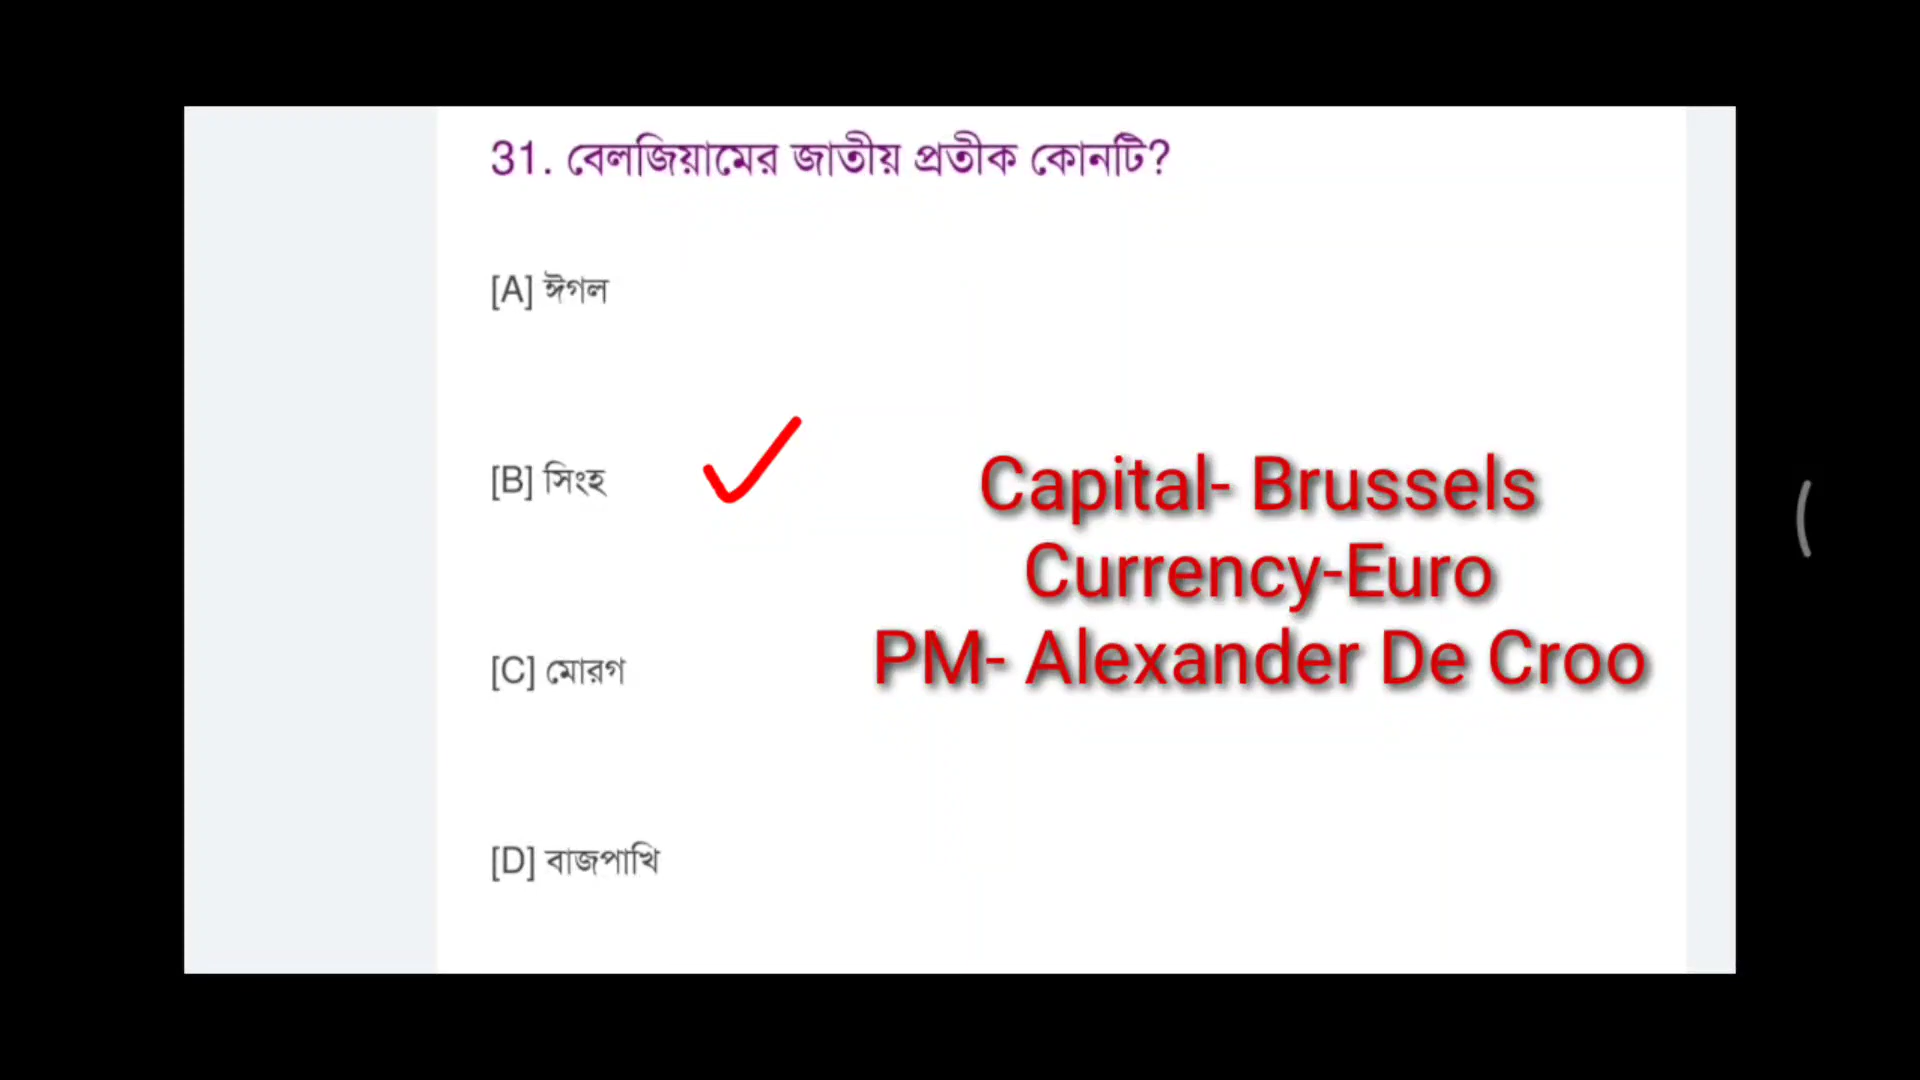 31. বেলজিয়ামের জাতীয় প্রতীক কোনটি?
[A] ঈগল
[B] সিংহ
[C] মোরগ
[D] বাজপাখি
Capital- Brussels
Currency-Euro
PM- Alexander De Croo